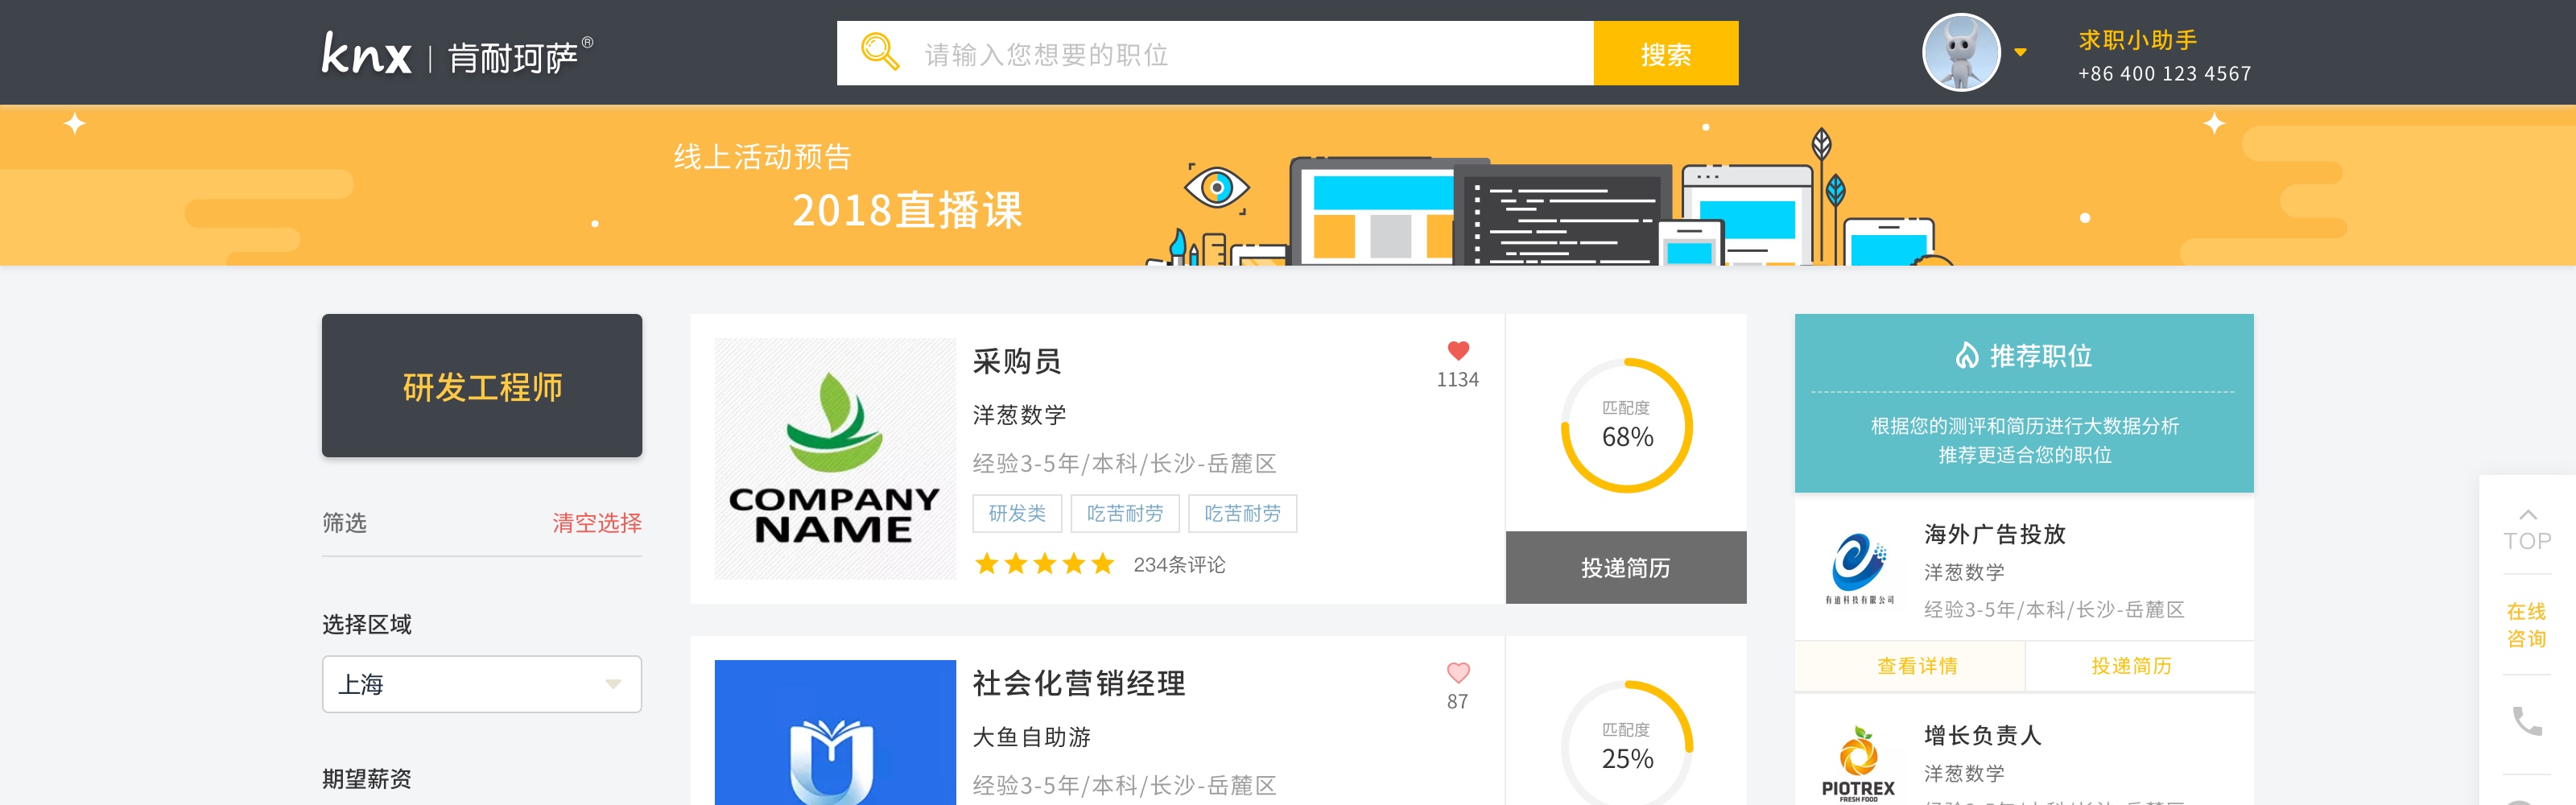 knx | 肯耐珂萨®
请输入您想要的职位
搜索
求职小助手
+86 400 123 4567
线上活动预告
2018直播课
研发工程师
筛选
清空选择
选择区域
上海
期望薪资
COMPANY
NAME
采购员
洋葱数学
经验3-5年/本科/长沙-岳麓区
研发类
吃苦耐劳
吃苦耐劳
234条评论
1134
匹配度
68%
投递简历
社会化营销经理
大鱼自助游
经验3-5年/本科/长沙-岳麓区
87
匹配度
25%
推荐职位
根据您的测评和简历进行大数据分析
推荐更适合您的职位
有道科技有限公司
海外广告投放
洋葱数学
经验3-5年/本科/长沙-岳麓区
查看详情
投递简历
PIOTREX
FRESH FOOD
增长负责人
洋葱数学
TOP
在线
咨询